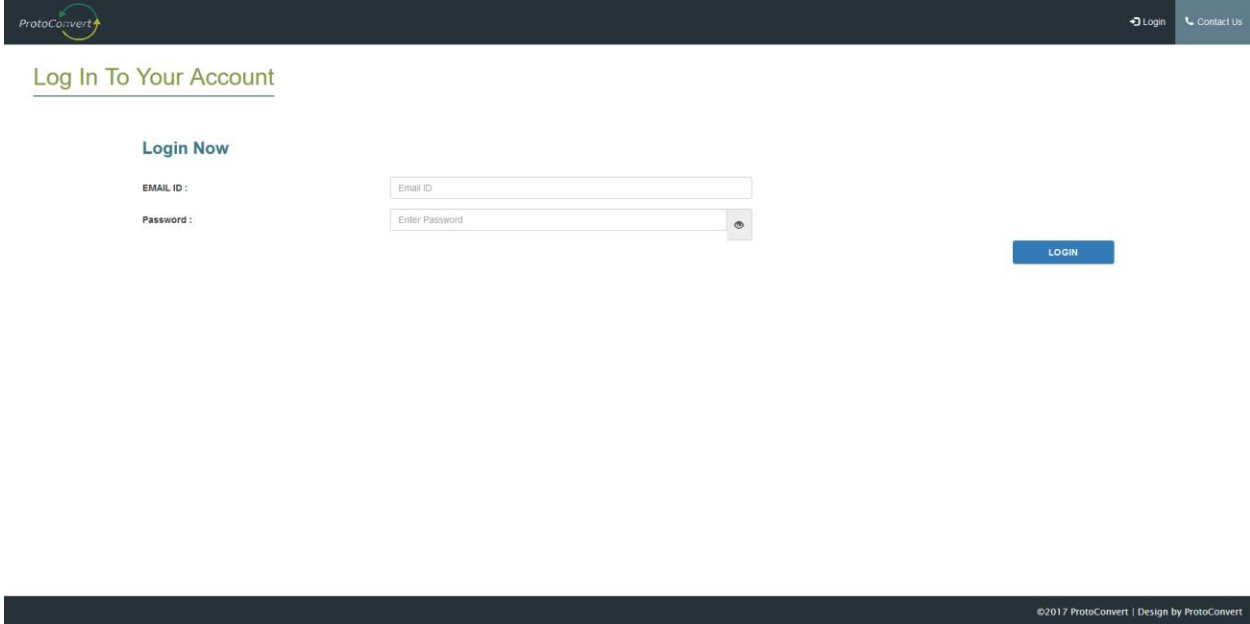 ProtoConvert
Login
Contact Us
Log In To Your Account
Login Now
EMAIL ID :
Email ID
Password :
Enter Password
LOGIN
©2017 ProtoConvert | Design by ProtoConvert